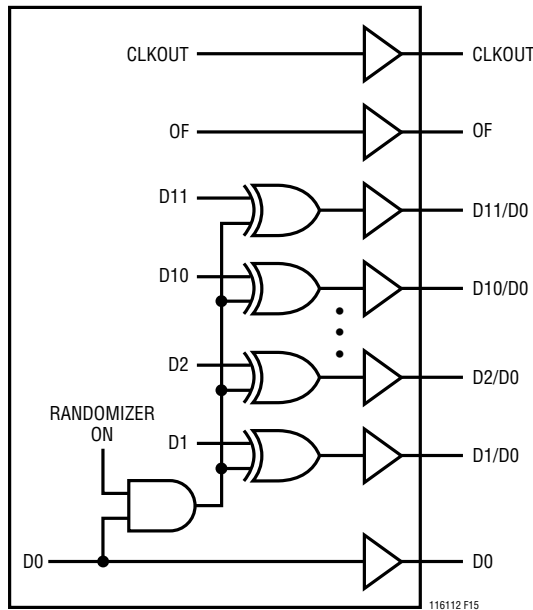 CLKOUT
CLKOUT
OF
OF
D11
D11/D0
D10
D10/D0
D2
D2/D0
RANDOMIZER
ON
D1
D1/D0
D0
D0
116112 F15